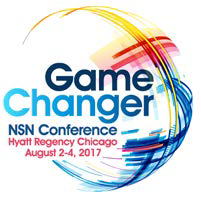 Game
Changer
NSN Conference
Hyatt Regency Chicago
August 2-4, 2017